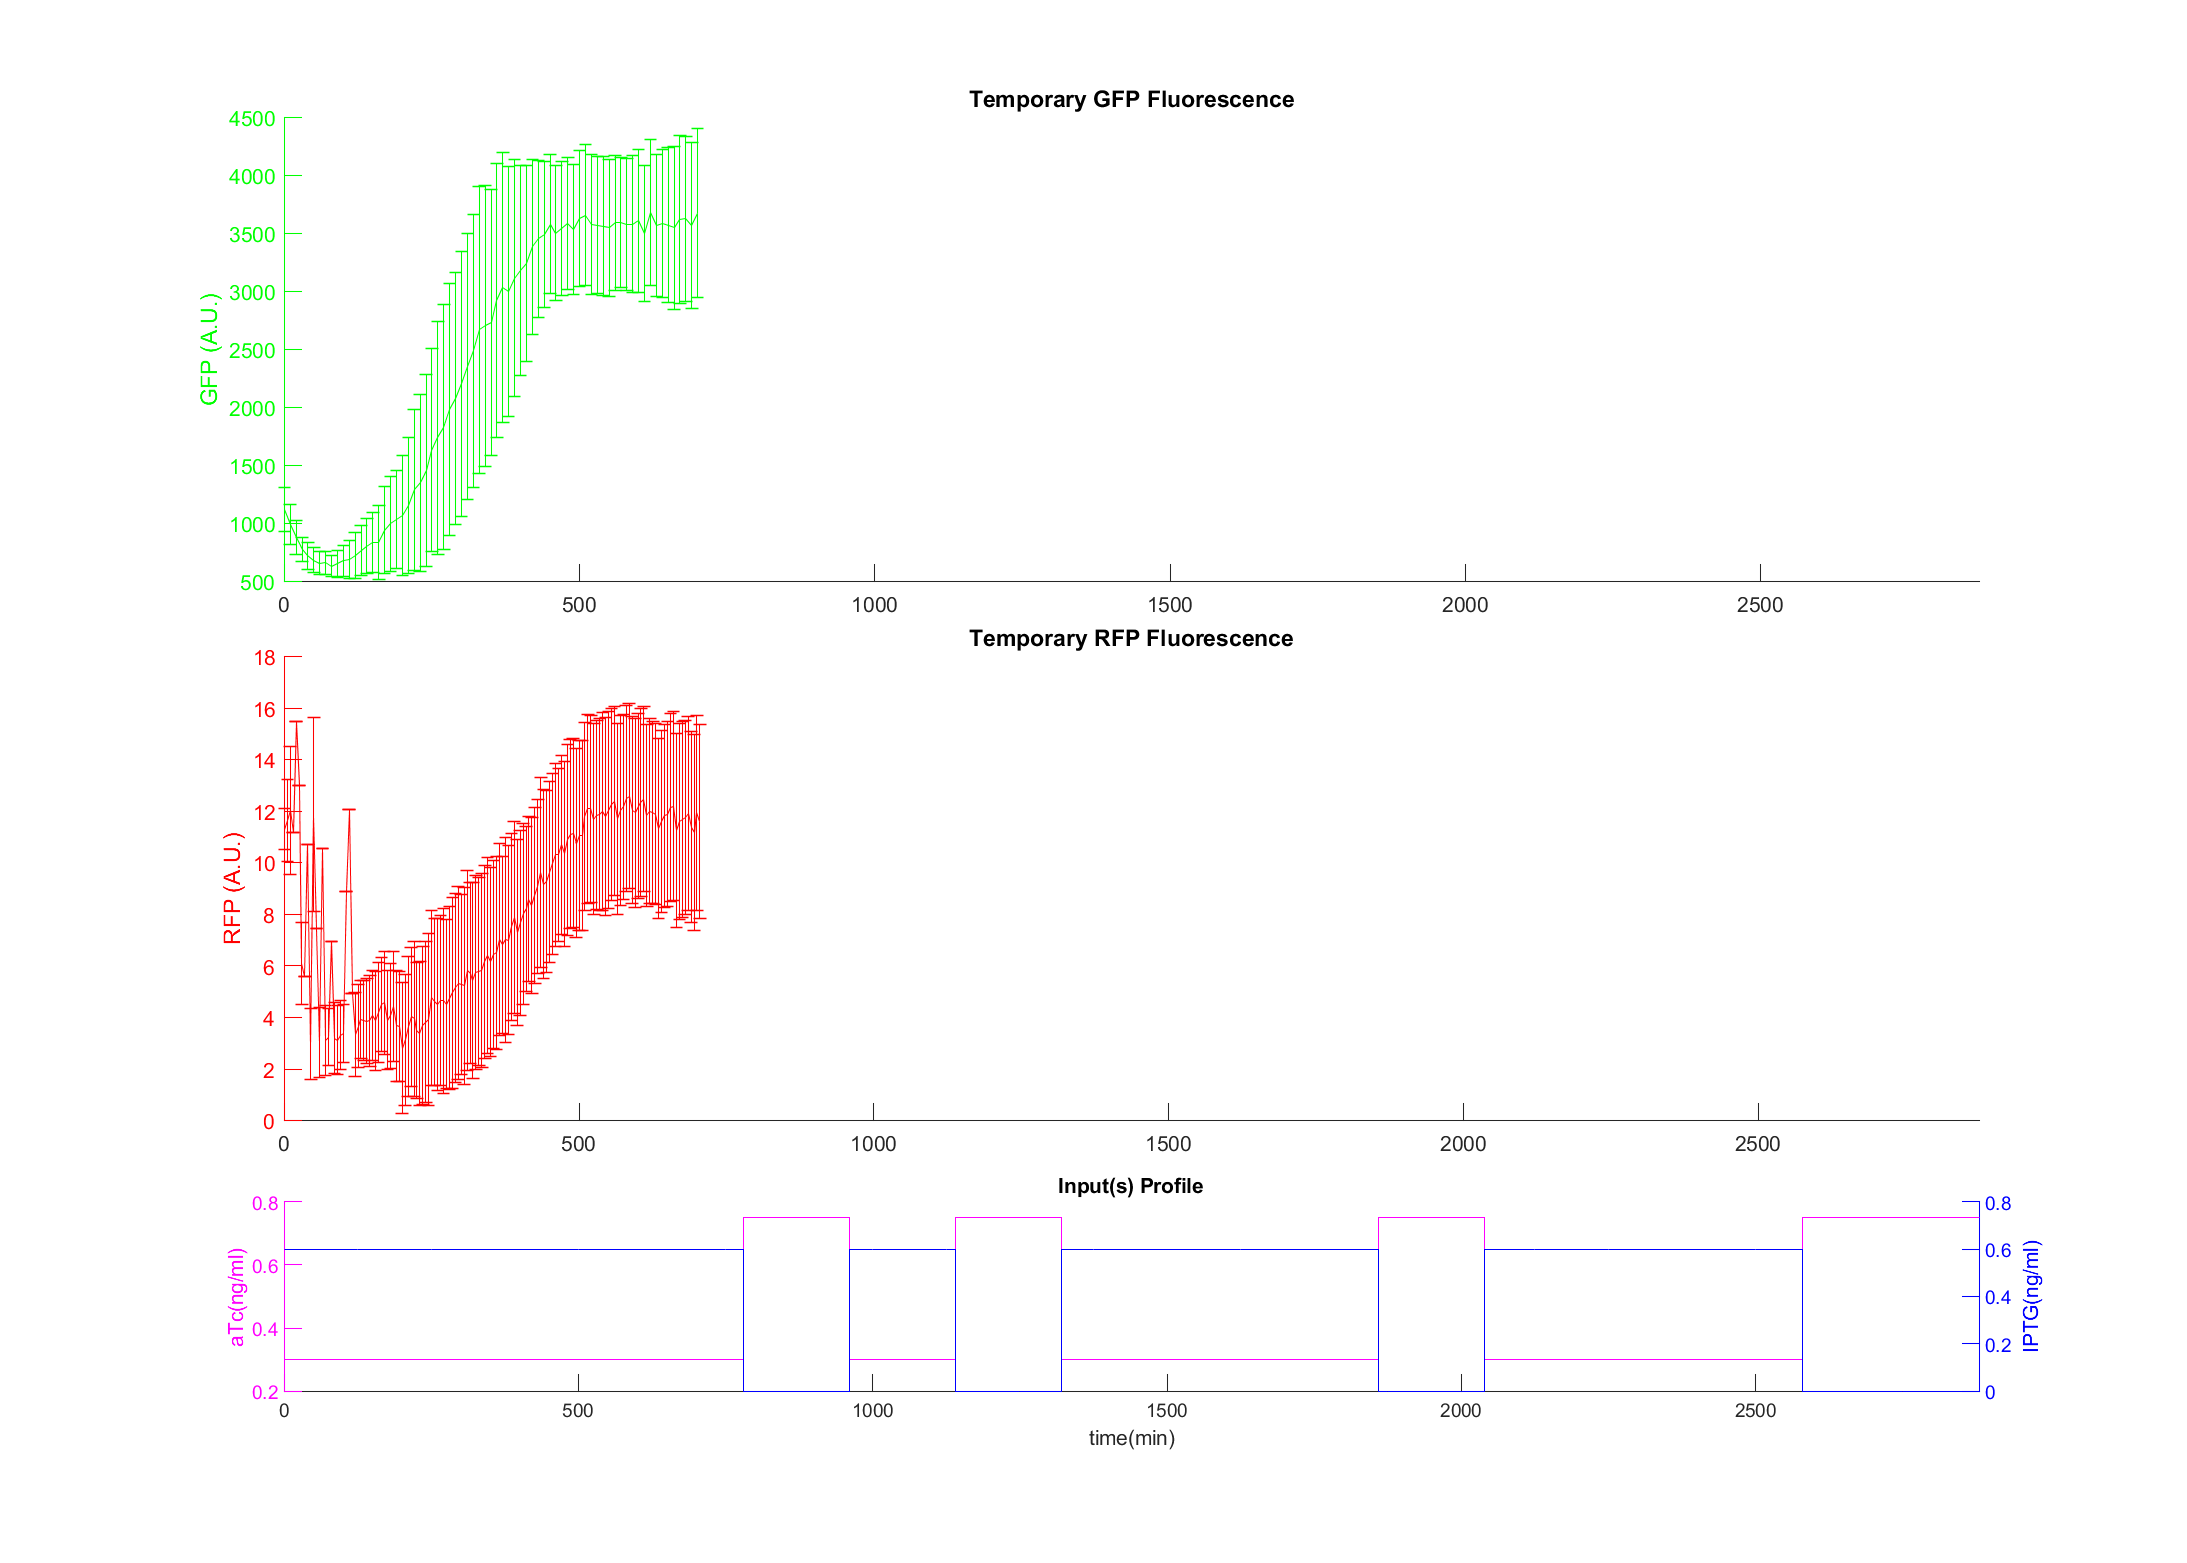 Temporary GFP Fluorescence
4500
4000
3500
3000
2500
2000
1500
1000
500
GFP (A.U.)
0 500 1000 1500 2000 2500
Temporary RFP Fluorescence
18
16
14
12
10
8
6
4
2
0
RFP (A.U.)
0 500 1000 1500 2000 2500
Input(s) Profile
0.8
0.6
0.4
0.2
aTc(ng/ml)
0.8
0.6
0.4
0.2
0
IPTG(ng/ml)
0 500 1000 1500 2000 2500
time(min)